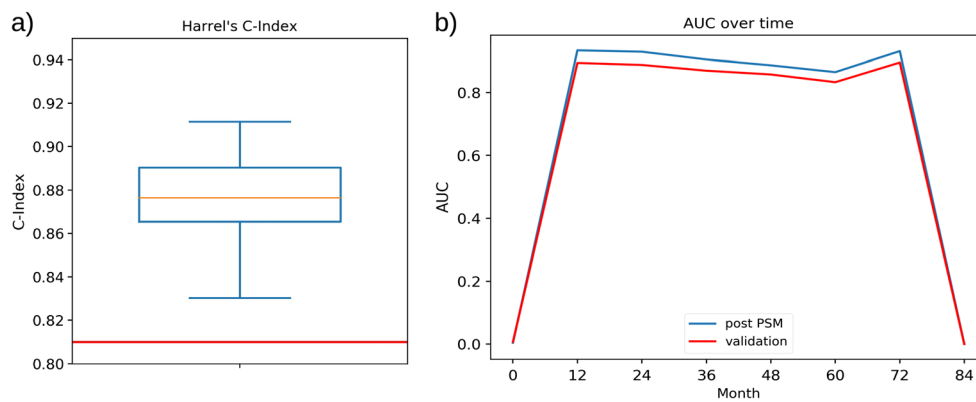 a)
Harrel's C-Index
C-Index
0.94
0.92
0.90
0.88
0.86
0.84
0.82
0.80
b)
AUC over time
AUC
0.8
0.6
0.4
0.2
0.0
post PSM
validation
0 12 24 36 48 60 72 84
Month